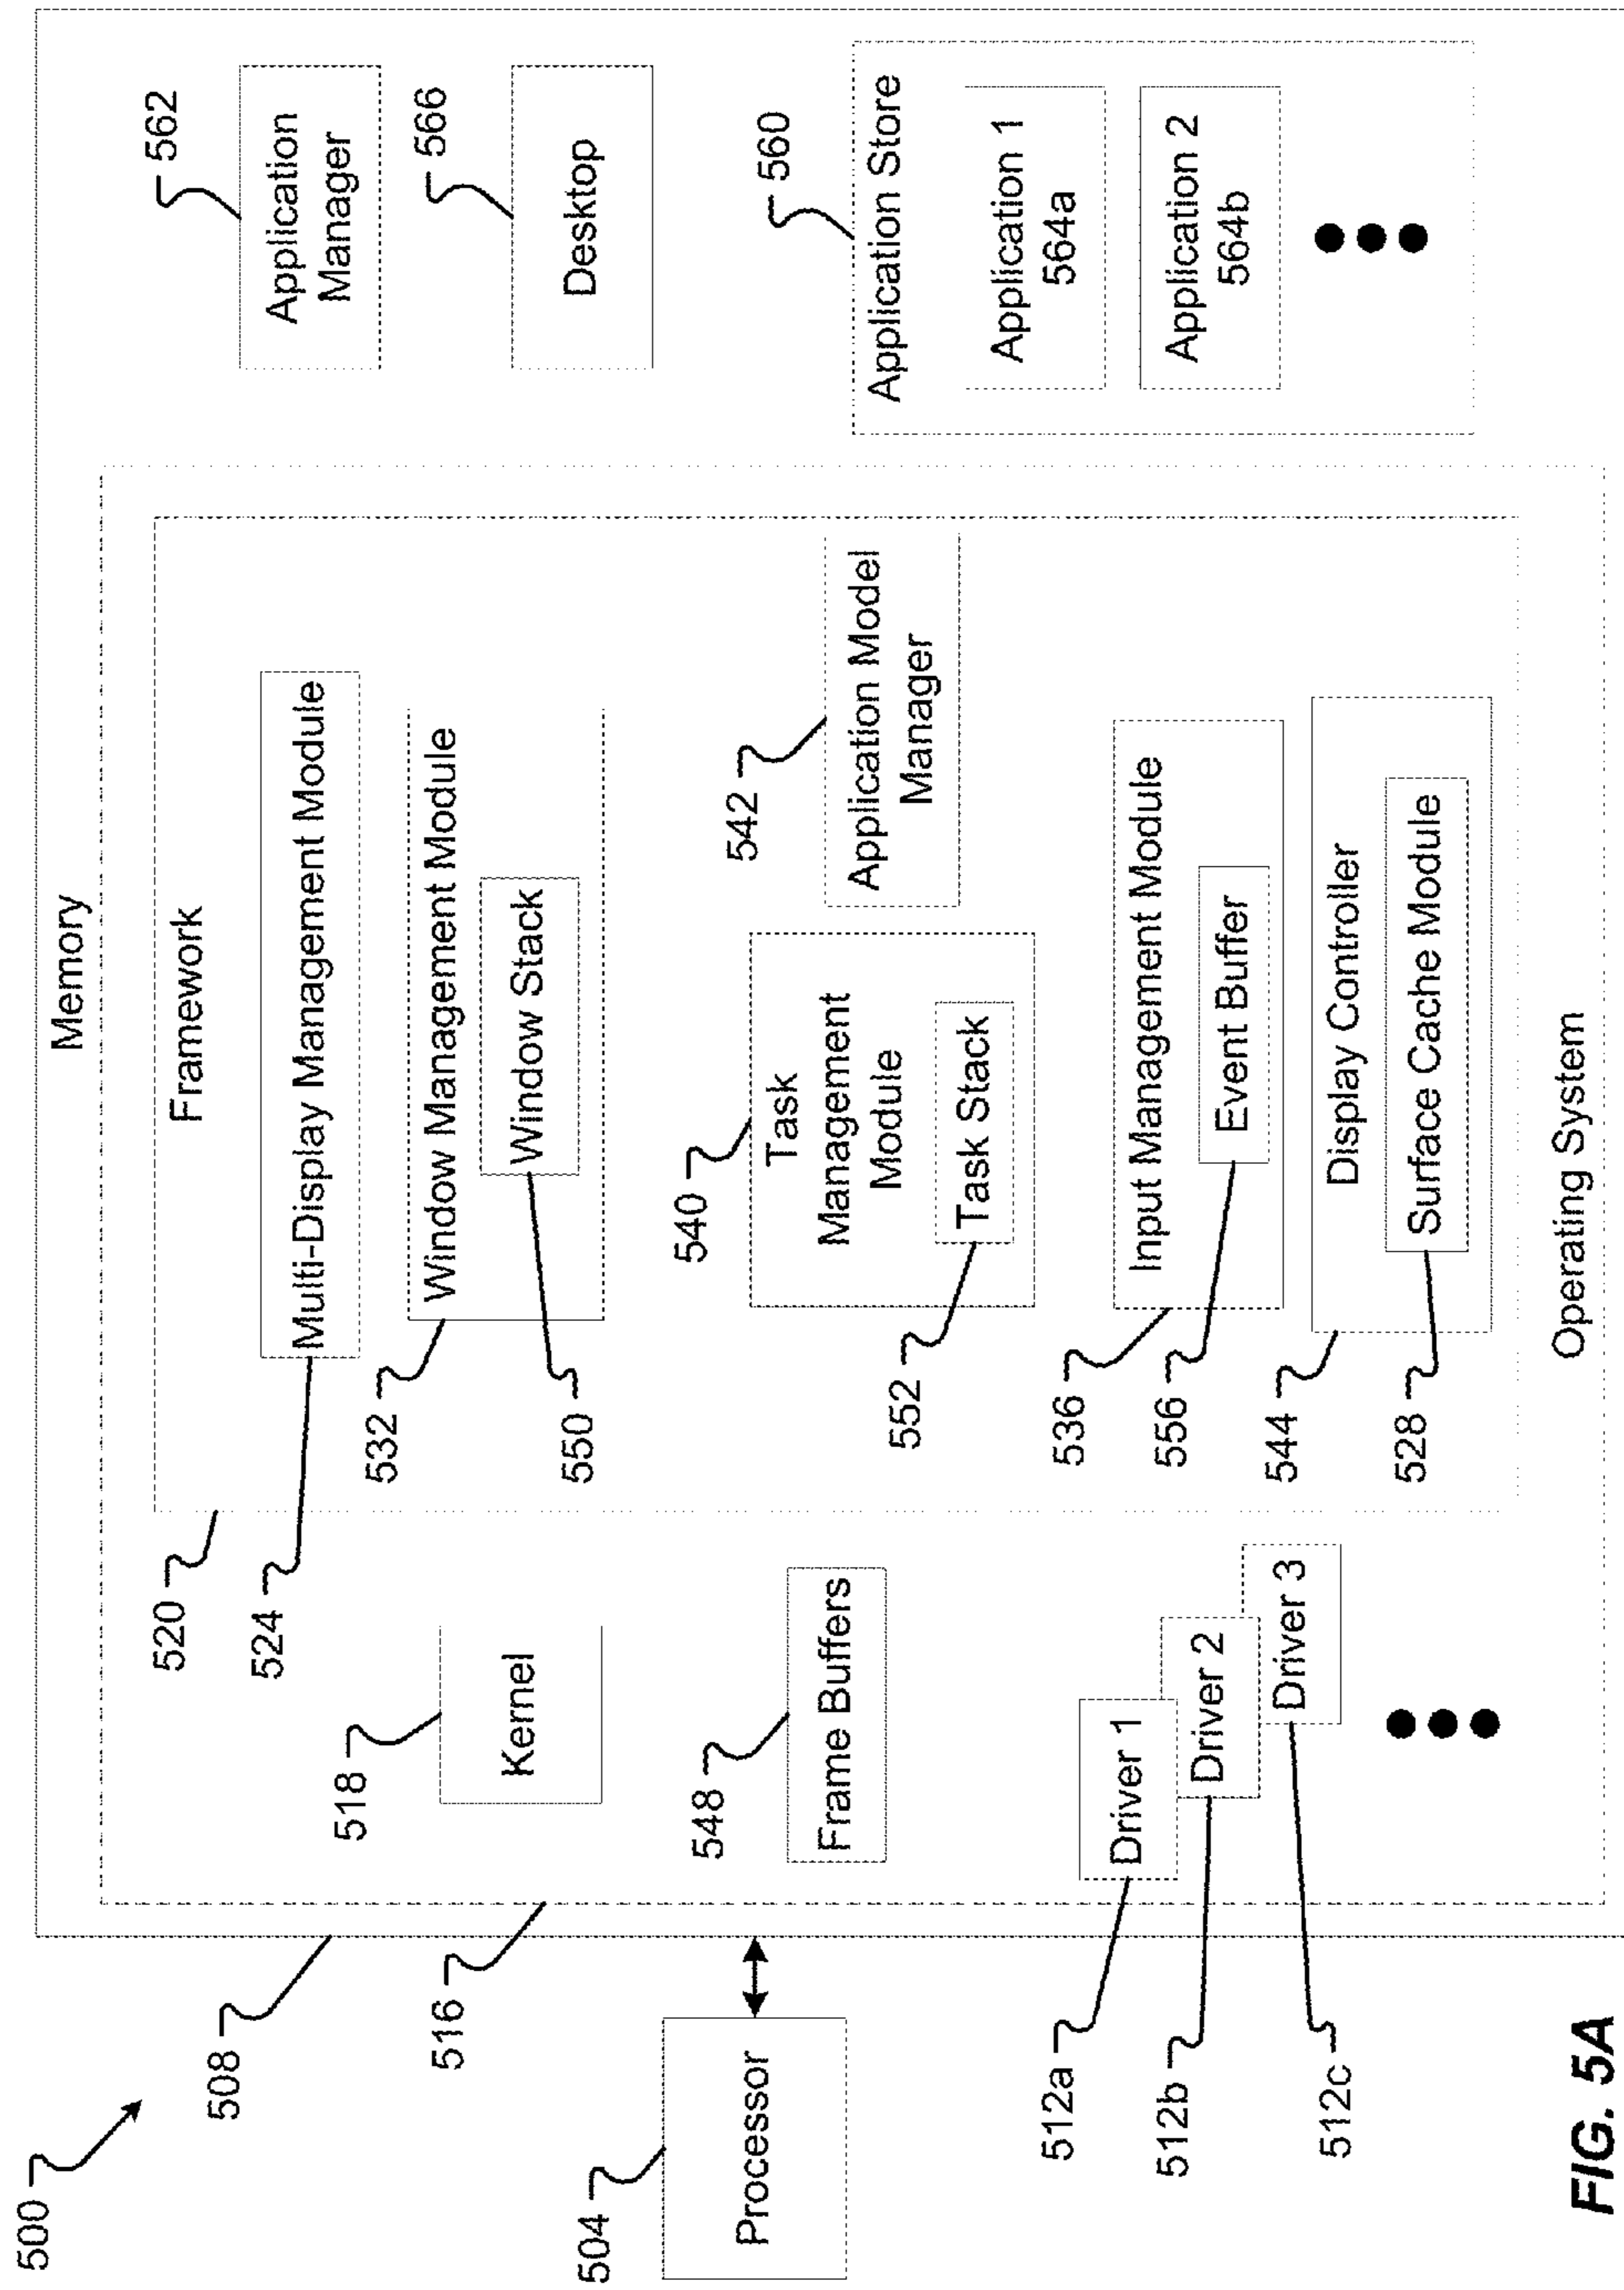 500
Memory
508
516
504
Processor
Operating System
518
Kernel
548
Frame Buffers
512a
Driver 1
512b
Driver 2
512c
Driver 3
520
Framework
524
Multi-Display Management Module
532
Window Management Module
550
Window Stack
540
Task
Management
Module
552
Task Stack
542
Application Model
Manager
536
Input Management Module
556
Event Buffer
544
Display Controller
528
Surface Cache Module
562
Application
Manager
566
Desktop
560
Application Store
Application 1
564a
Application 2
564b
FIG. 5A